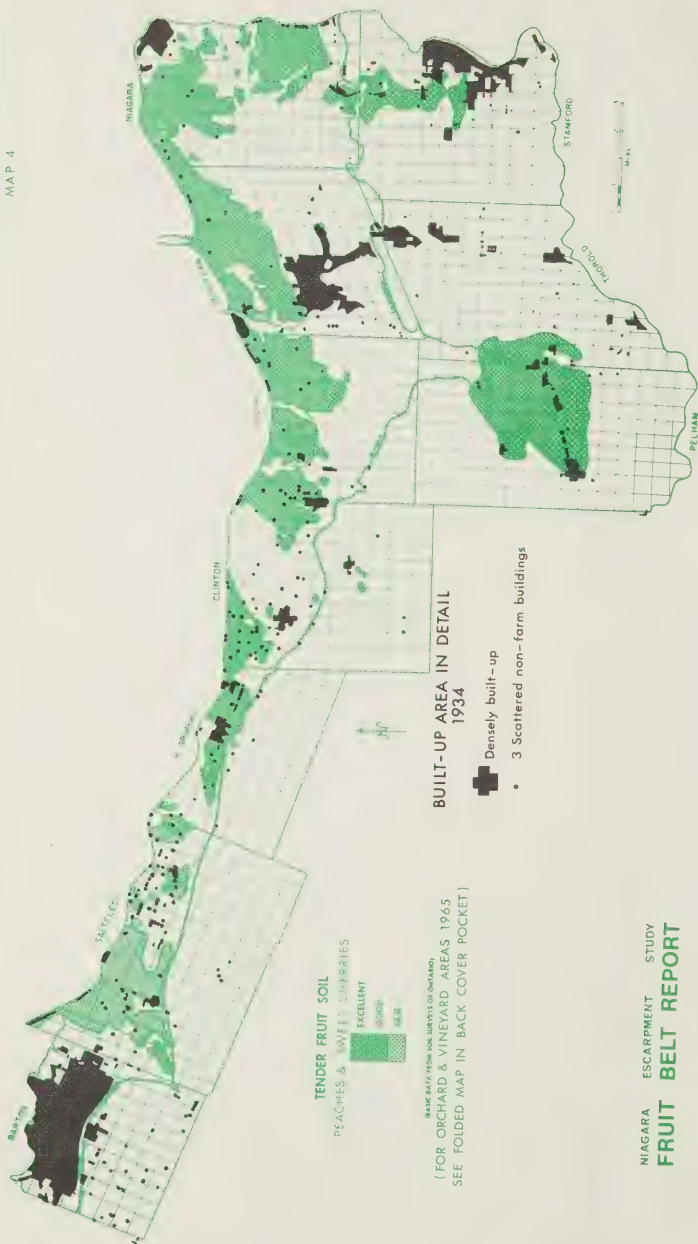 MAP 4
NIAGARA
CLINTON
SALTFLEET
BARTON
STAMFORD
THOROLD
PELHAM
MILES
BUILT-UP AREA IN DETAIL
1934
Densely built-up
3 Scattered non-farm buildings
TENDER FRUIT SOIL
PEACHES & SWEET CHERRIES
EXCELLENT
GOOD
(BASIC DATA FROM SOIL SURVEYS OF ONTARIO)
(FOR ORCHARD & VINEYARD AREAS 1965
SEE FOLDED MAP IN BACK COVER POCKET)
NIAGARA ESCARPMENT STUDY
FRUIT BELT REPORT